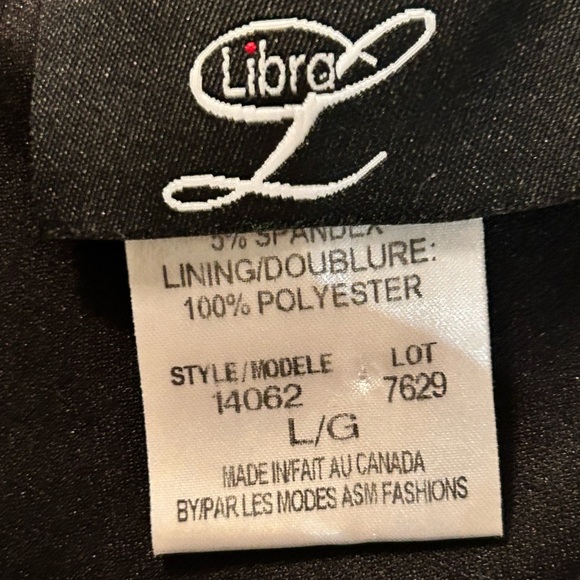 Libra
5% SPANDEX
LINING/DOUBLURE:
100% POLYESTER
STYLE/MODELE LOT
14062 7629
L/G
MADE IN/FAIT AU CANADA
BY/PAR LES MODES ASM FASHIONS